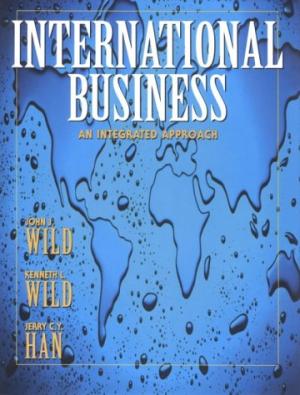 INTERNATIONAL
BUSINESS
AN INTEGRATED APPROACH
JOHN J.
WILD
KENNETH L.
WILD
JERRY C.Y.
HAN